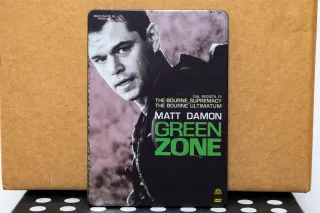 DAL REGISTA DI
THE BOURNE SUPREMACY
THE BOURNE ULTIMATUM
MATT DAMON
GREEN
ZONE